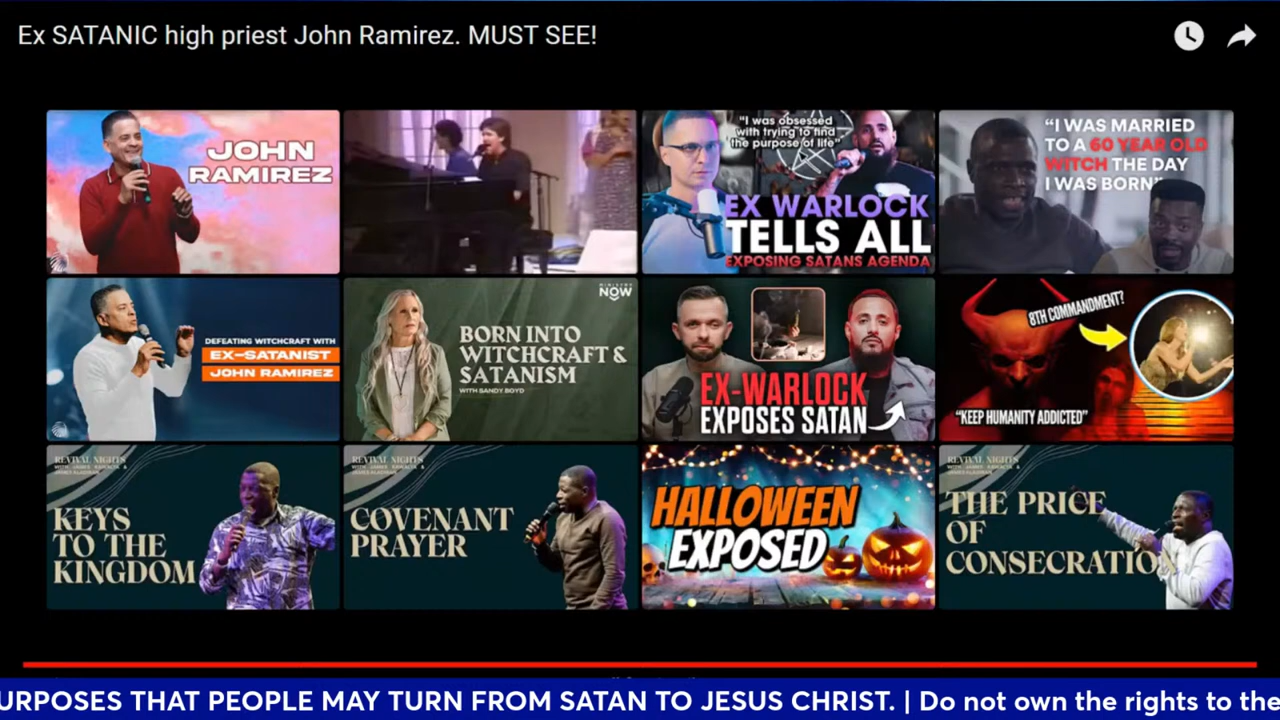 Ex SATANIC high priest John Ramirez. MUST SEE!
JOHN
RAMIREZ
"I was obsessed
with trying to find
the purpose of life"
EX WARLOCK
TELLS ALL
EXPOSING SATANS AGENDA
"I WAS MARRIED
TO A 60 YEAR OLD
WITCH THE DAY
I WAS BORN"
DEFEATING WITCHCRAFT WITH
EX-SATANIST
JOHN RAMIREZ
MINISTRY
NOW
BORN INTO
WITCHCRAFT &
SATANISM
WITH SANDY BOYD
EX-WARLOCK
EXPOSES SATAN
8TH COMMANDMENT?
"KEEP HUMANITY ADDICTED"
REVIVAL NIGHTS
KEYS
TO THE
KINGDOM
REVIVAL NIGHTS
COVENANT
PRAYER
HALLOWEEN
EXPOSED
REVIVAL NIGHTS
THE PRICE
OF
CONSECRATION
URPOSES THAT PEOPLE MAY TURN FROM SATAN TO JESUS CHRIST. | Do not own the rights to the